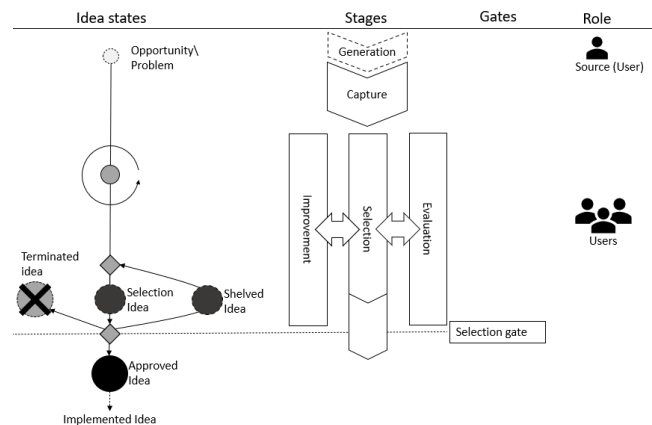 Idea states
Stages
Gates
Role
Opportunity\
Problem
Generation
Source (User)
Capture
Improvement
Selection
Evaluation
Users
Terminated
idea
Selection
Idea
Shelved
Idea
Selection gate
Approved
Idea
Implemented Idea